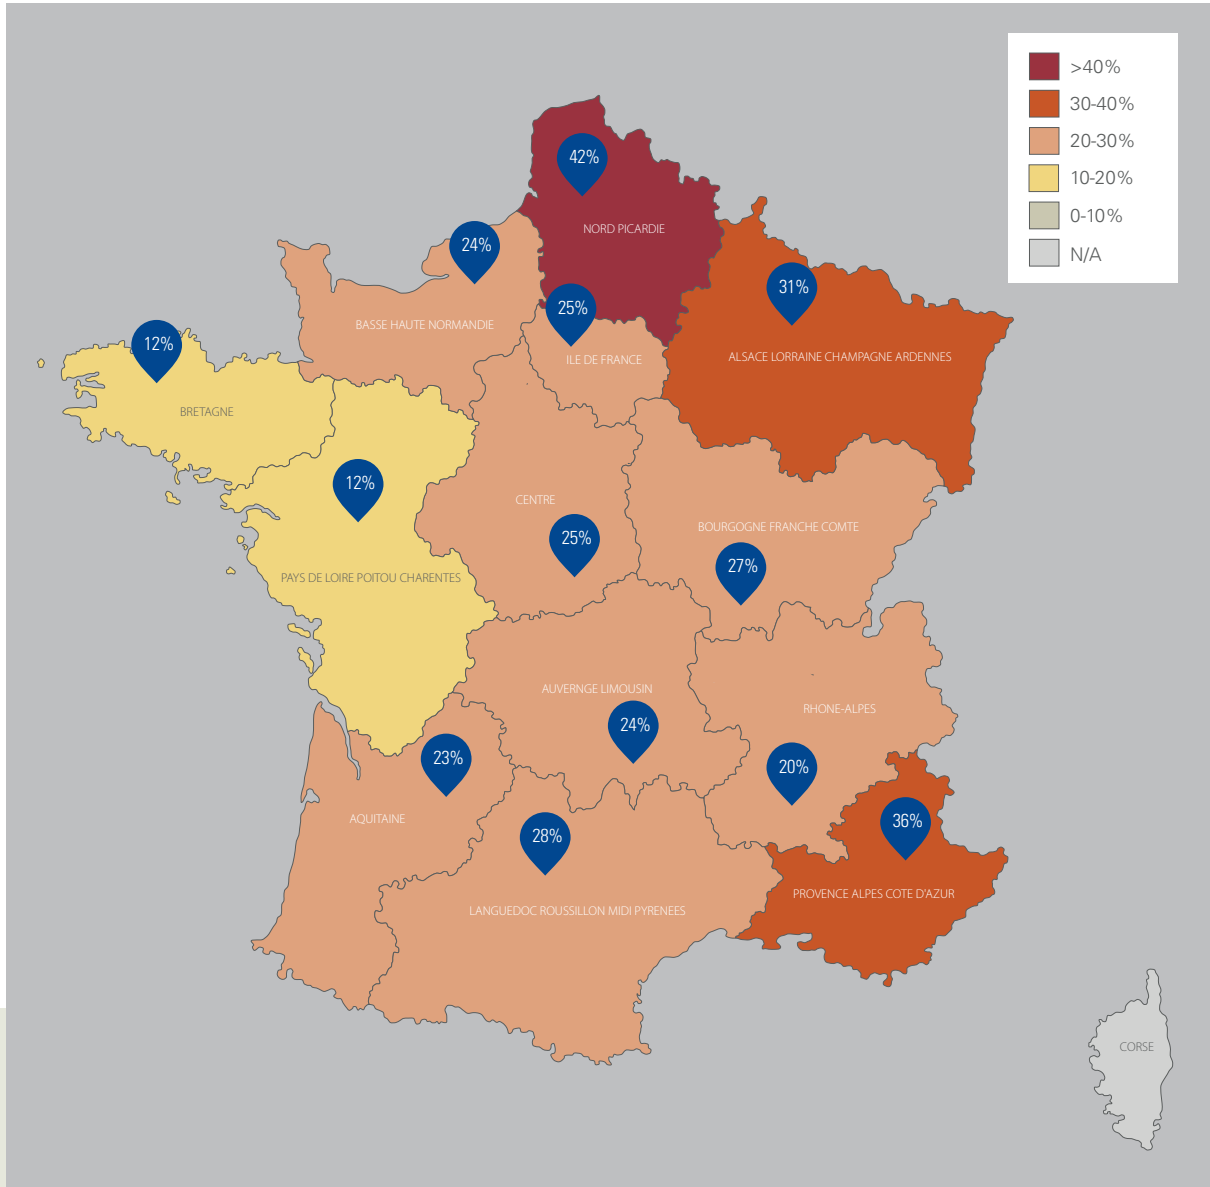 >40%
30-40%
20-30%
10-20%
0-10%
N/A
42%
NORD PICARDIE
24%
BASSE HAUTE NORMANDIE
25%
ILE DE FRANCE
31%
ALSACE LORRAINE CHAMPAGNE ARDENNES
12%
BRETAGNE
12%
PAYS DE LOIRE POITOU CHARENTES
CENTRE
25%
BOURGOGNE FRANCHE COMTE
27%
AUVERNGE LIMOUSIN
24%
RHONE-ALPES
20%
23%
AQUITAINE
28%
LANGUEDOC ROUSSILLON MIDI PYRENEES
36%
PROVENCE ALPES COTE D'AZUR
CORSE